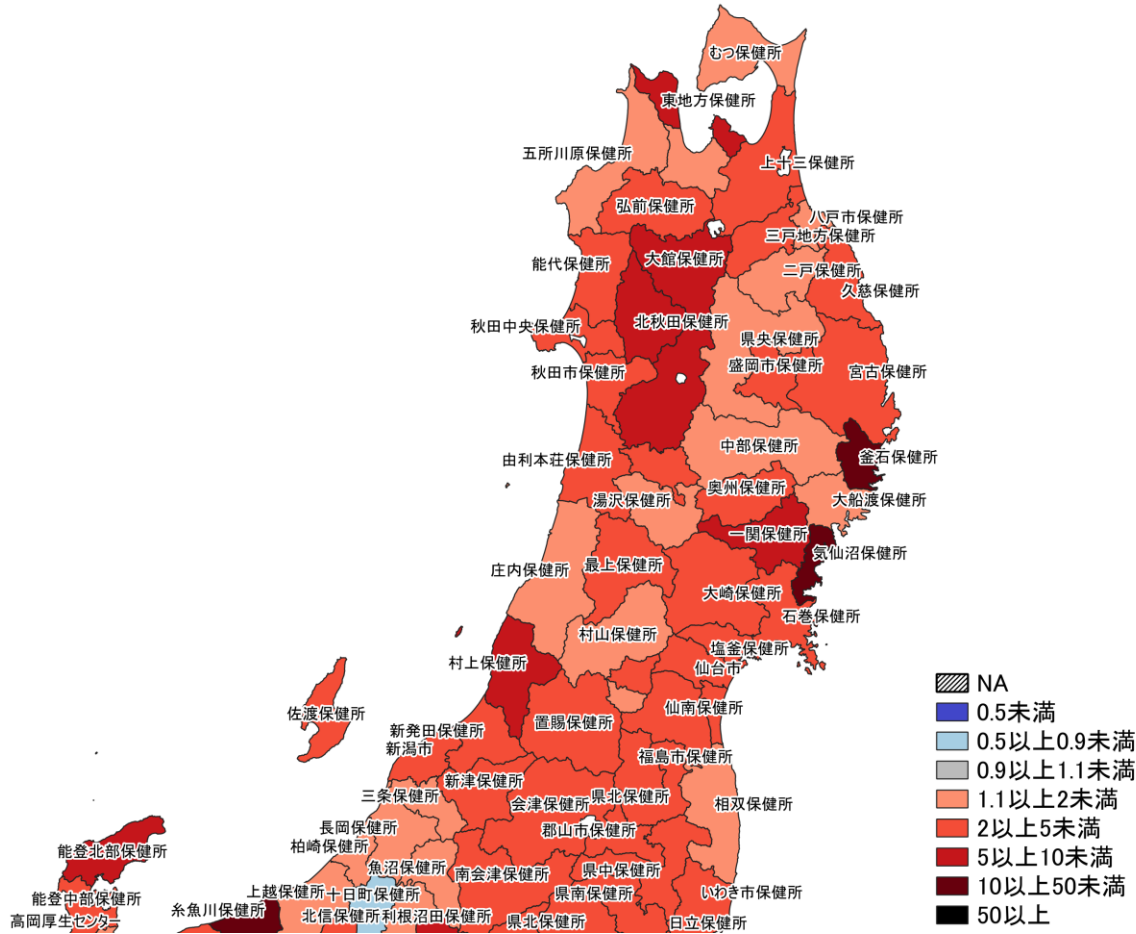 むつ保健所
東地方保健所
五所川原保健所
上十三保健所
弘前保健所
八戸市保健所
三戸地方保健所
大館保健所
能代保健所
二戸保健所
久慈保健所
北秋田保健所
秋田中央保健所
県央保健所
盛岡市保健所
秋田市保健所
宮古保健所
中部保健所
釜石保健所
由利本荘保健所
奥州保健所
湯沢保健所
大船渡保健所
一関保健所
気仙沼保健所
最上保健所
庄内保健所
大崎保健所
石巻保健所
村山保健所
塩釜保健所
村上保健所
仙台市
仙南保健所
佐渡保健所
置賜保健所
新発田保健所
新潟市
福島市保健所
新津保健所
三条保健所
会津保健所
県北保健所
相双保健所
長岡保健所
郡山市保健所
柏崎保健所
能登北部保健所
魚沼保健所
南会津保健所
県中保健所
上越保健所
十日町保健所
県南保健所
いわき市保健所
能登中部保健所
糸魚川保健所
北信保健所
利根沼田保健所
高岡厚生センター
県北保健所
日立保健所
NA
0.5未満
0.5以上0.9未満
0.9以上1.1未満
1.1以上2未満
2以上5未満
5以上10未満
10以上50未満
50以上